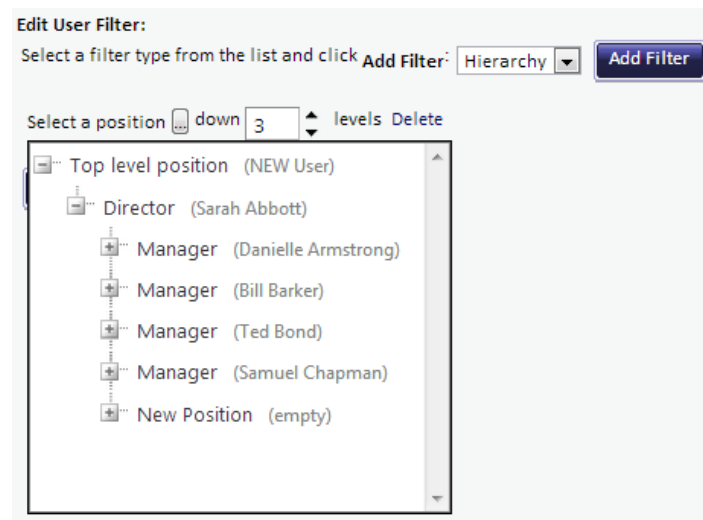 Edit User Filter:
Select a filter type from the list and click Add Filter: Hierarchy Add Filter
Select a position ... down 3 levels Delete
Top level position (NEW User)
Director (Sarah Abbott)
Manager (Danielle Armstrong)
Manager (Bill Barker)
Manager (Ted Bond)
Manager (Samuel Chapman)
New Position (empty)